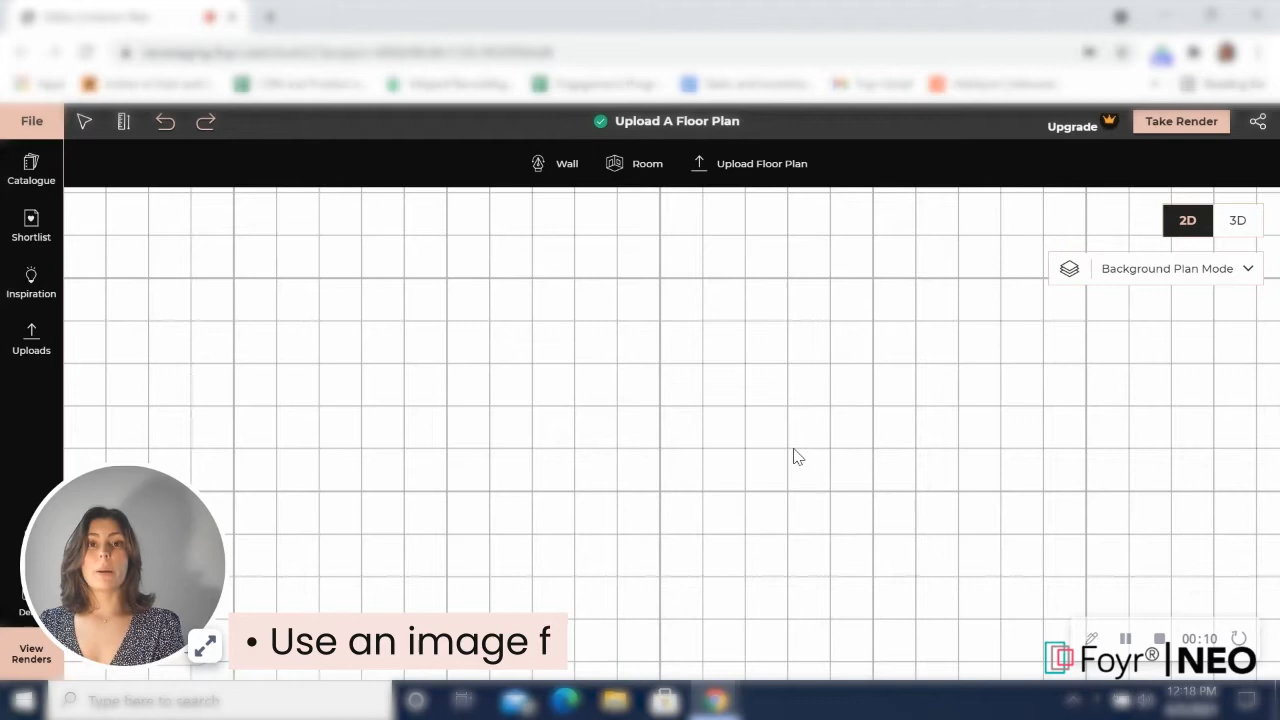 File
Upload A Floor Plan
Upgrade
Take Render
Catalogue
Wall
Room
Upload Floor Plan
Shortlist
2D
3D
Inspiration
Background Plan Mode
Uploads
View
Renders
• Use an image f
00:10
Foyr® | NEO
Type here to search
12:18 PM